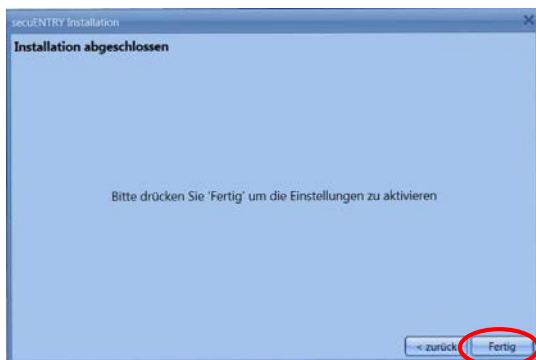 secuENTRY Installation
Installation abgeschlossen
Bitte drücken Sie 'Fertig' um die Einstellungen zu aktivieren
< zurück
Fertig